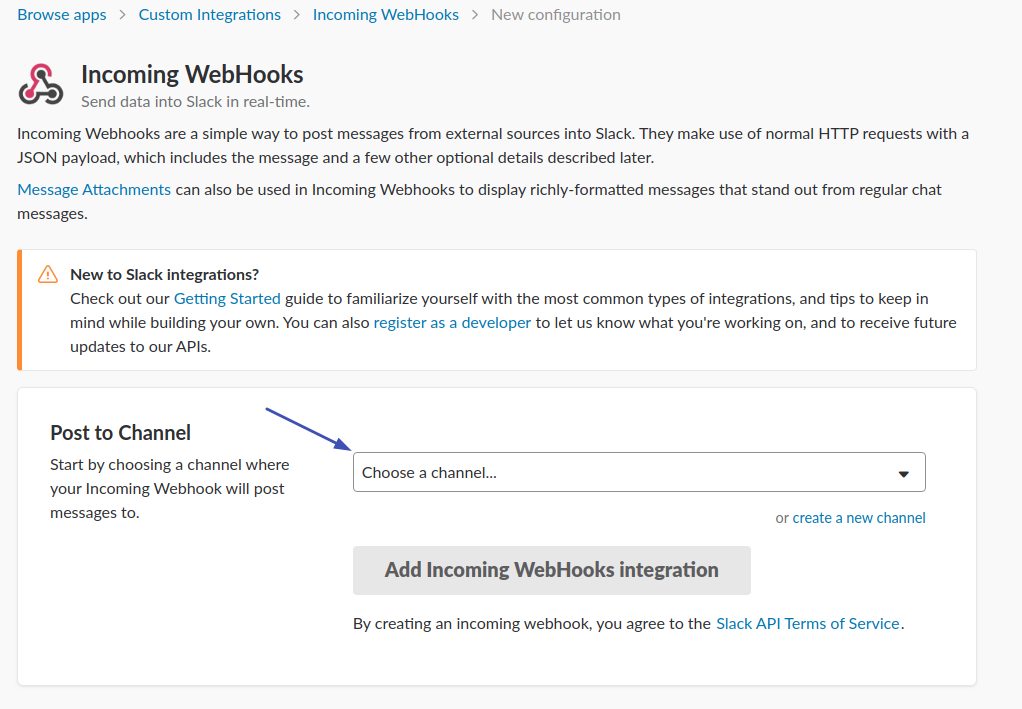 Browse apps > Custom Integrations > Incoming WebHooks > New configuration
Incoming WebHooks
Send data into Slack in real-time.
Incoming Webhooks are a simple way to post messages from external sources into Slack. They make use of normal HTTP requests with a
JSON payload, which includes the message and a few other optional details described later.
Message Attachments can also be used in Incoming Webhooks to display richly-formatted messages that stand out from regular chat
messages.
New to Slack integrations?
Check out our Getting Started guide to familiarize yourself with the most common types of integrations, and tips to keep in
mind while building your own. You can also register as a developer to let us know what you're working on, and to receive future
updates to our APIs.
Post to Channel
Start by choosing a channel where
your Incoming Webhook will post
messages to.
Choose a channel...
or create a new channel
Add Incoming WebHooks integration
By creating an incoming webhook, you agree to the Slack API Terms of Service.